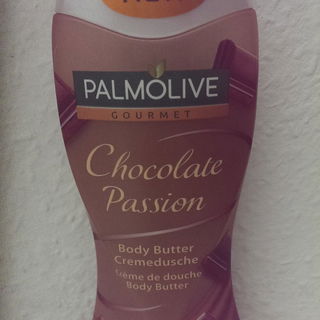 PALMOLIVE
GOURMET
Chocolate
Passion
Body Butter
Cremedusche
Crème de douche
Body Butter